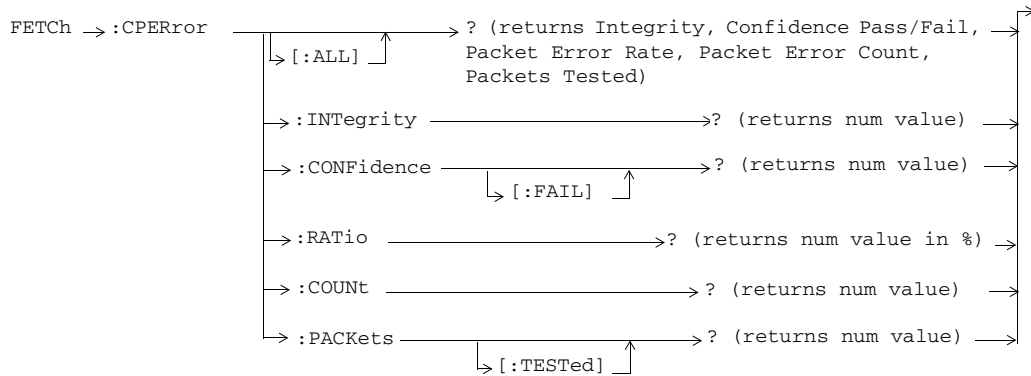 FETCh :CPERror ? (returns Integrity, Confidence Pass/Fail,
[:ALL] Packet Error Rate, Packet Error Count,
Packets Tested)
:INTegrity ? (returns num value)
:CONFidence ? (returns num value)
[:FAIL]
:RATio ? (returns num value in %)
:COUNt ? (returns num value)
:PACKets ? (returns num value)
[:TESTed]